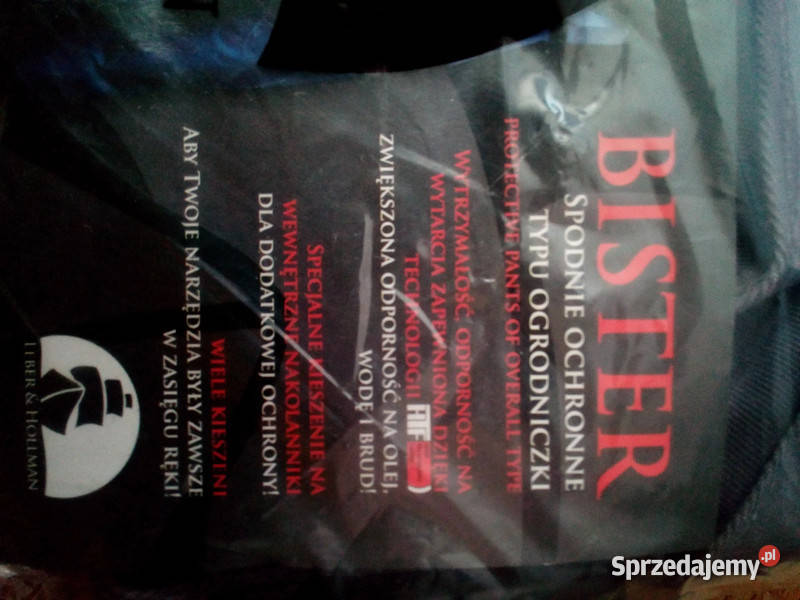 BISTER
SPODNIE OCHRONNE
TYPU OGRODNICZKI
PROTECTIVE PANTS OF OVERALL TYPE
WYTRZYMAŁOŚĆ, ODPORNOŚĆ NA
WYTARCIA ZAPEWNIONA DZIĘKI
TECHNOLOGII HTF
ZWIĘKSZONA ODPORNOŚĆ NA OLEJ,
WODĘ I BRUD!
SPECJALNE KIESZENIE NA
WEWNĘTRZNE NAKOLANNIKI
DLA DODATKOWEJ OCHRONY!
WIELE KIESZENI
ABY TWOJE NARZĘDZIA BYŁY ZAWSZE
W ZASIĘGU RĘKI!
LEBER & HOLLMAN
Sprzedajemy.pl